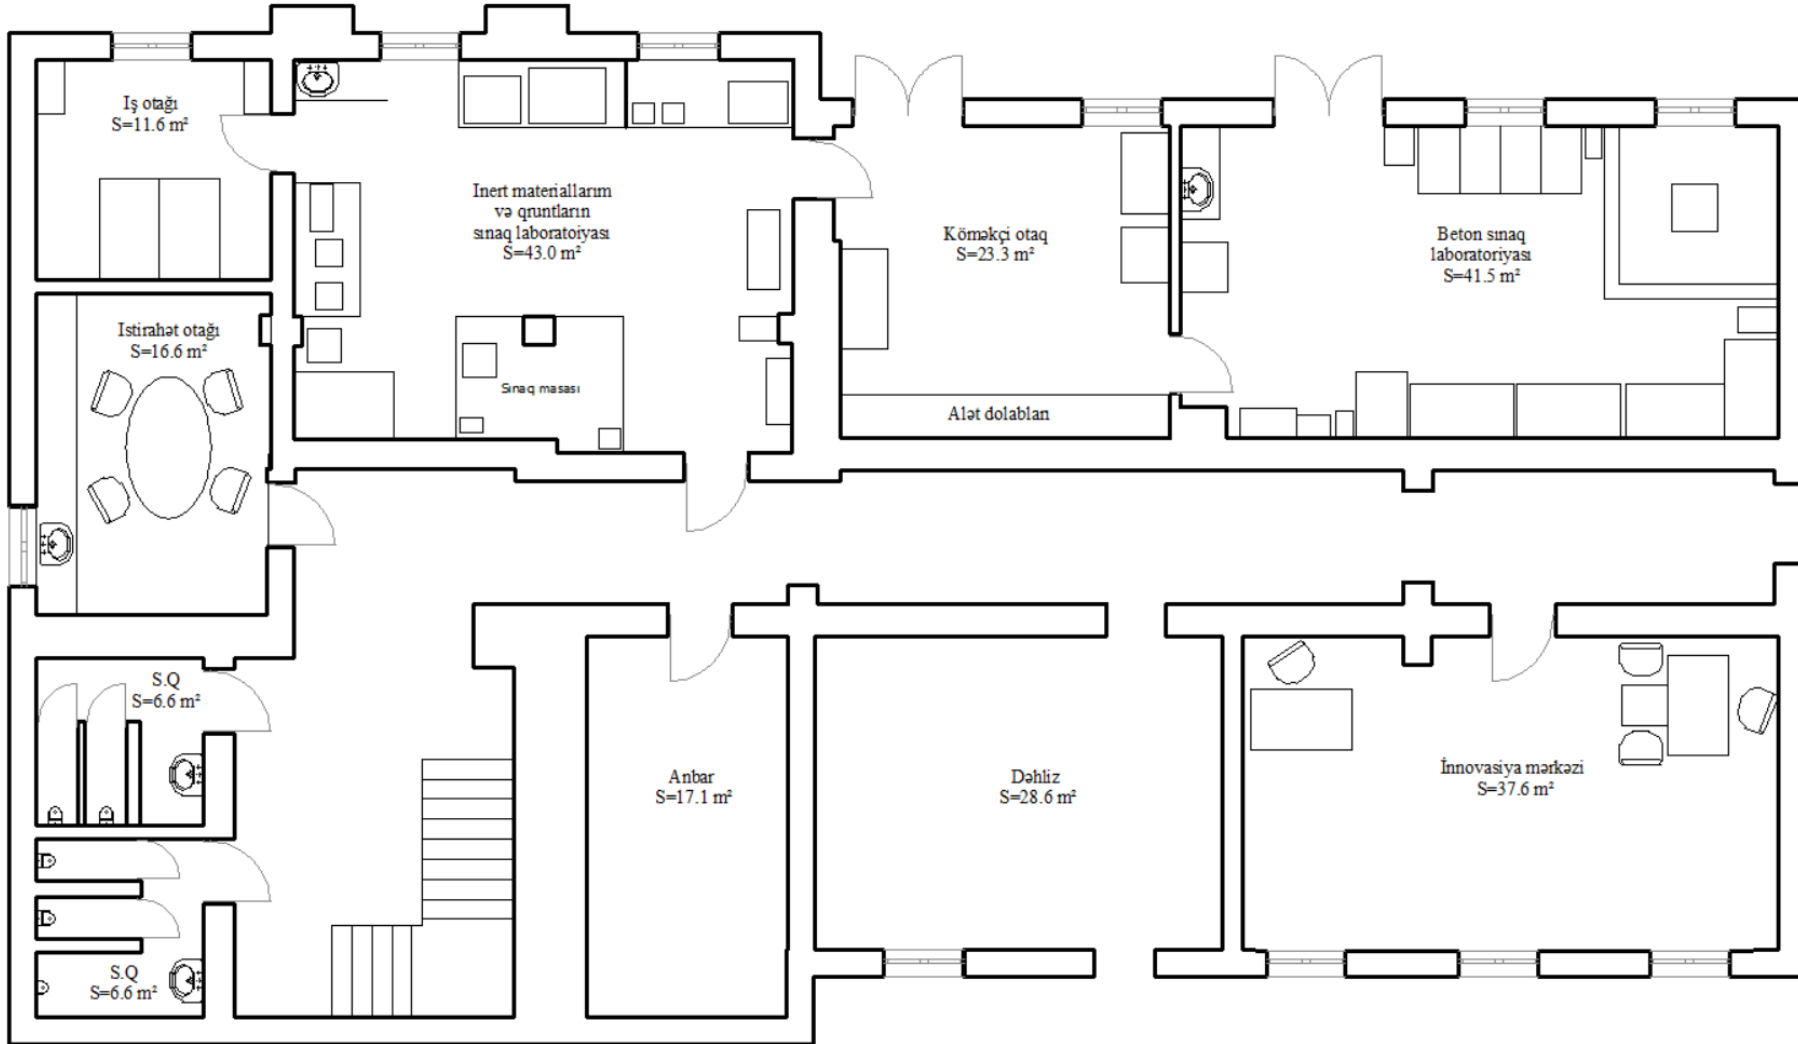 Iş otağı
S=11.6 m²
Inert materiallarım
və qruntların
sınaq laboratoiyası
S=43.0 m²
Köməkçi otaq
S=23.3 m²
Beton sınaq
laboratoriyası
S=41.5 m²
Istirahət otağı
S=16.6 m²
Sınaq masası
Alət dolabları
S.Q
S=6.6 m²
Anbar
S=17.1 m²
Dəhliz
S=28.6 m²
İnnovasiya mərkəzi
S=37.6 m²
S.Q
S=6.6 m²